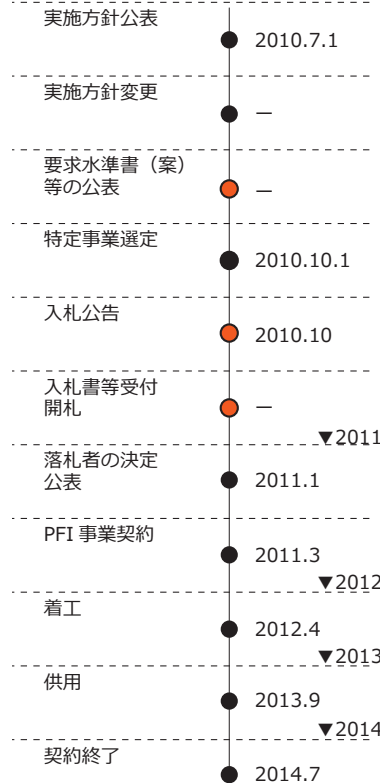 実施方針公表
2010.7.1
実施方針変更
—
要求水準書（案）
等の公表
—
特定事業選定
2010.10.1
入札公告
2010.10
入札書等受付
開札
—
▼2011
落札者の決定
公表
2011.1
PFI 事業契約
2011.3
▼2012
着工
2012.4
▼2013
供用
2013.9
▼2014
契約終了
2014.7